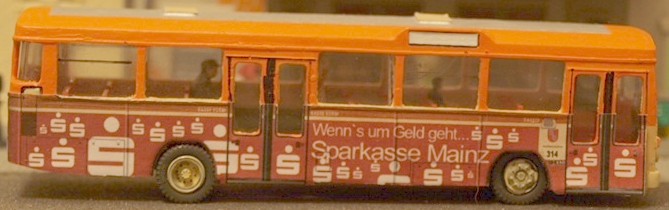 Wenn`s um Geld geht...
Sparkasse Mainz
314